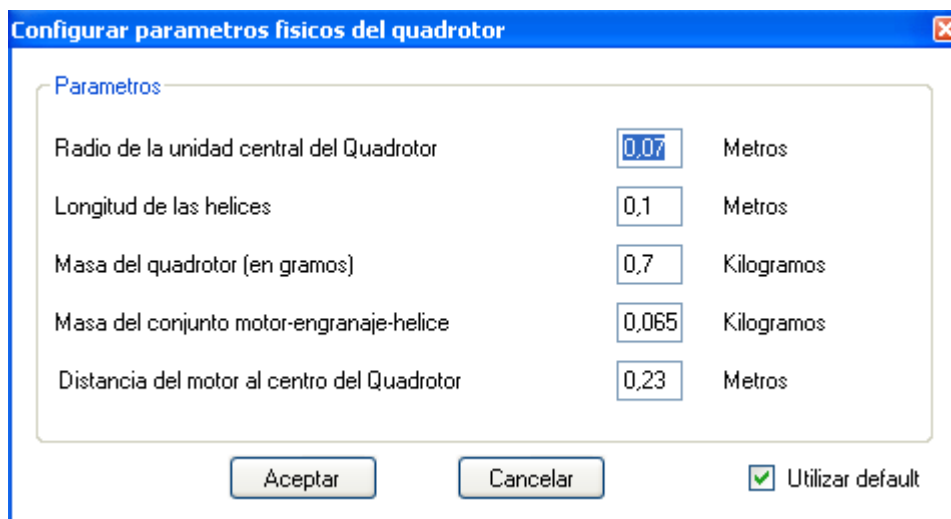 Configurar parametros fisicos del quadrotor
Parametros
Radio de la unidad central del Quadrotor 0,07 Metros
Longitud de las helices 0,1 Metros
Masa del quadrotor (en gramos) 0,7 Kilogramos
Masa del conjunto motor-engranaje-helice 0,065 Kilogramos
Distancia del motor al centro del Quadrotor 0,23 Metros
Aceptar Cancelar Utilizar default